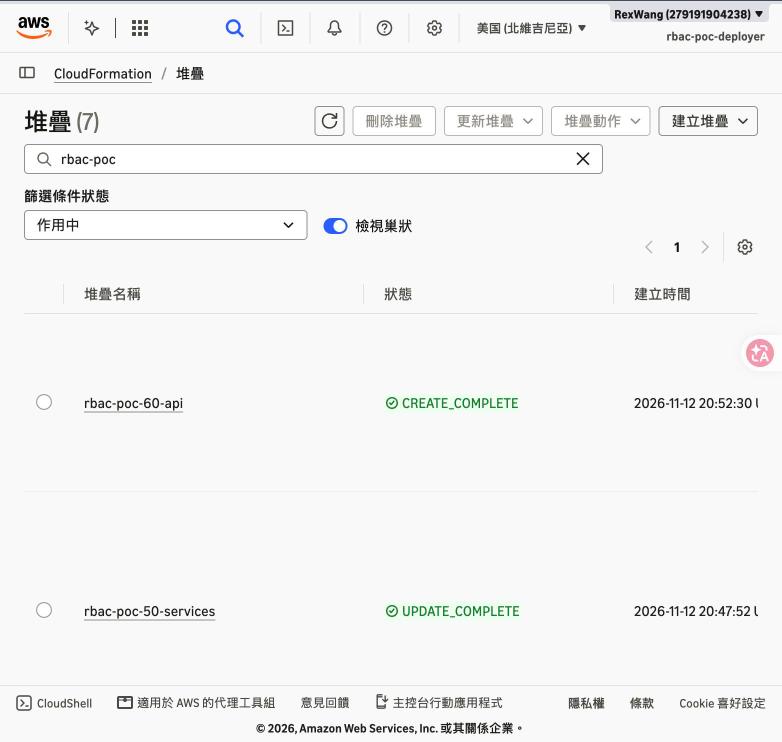 aws
美国 (北維吉尼亞)
RexWang (279191904238)
rbac-poc-deployer
CloudFormation / 堆疊
堆疊 (7)
刪除堆疊
更新堆疊
堆疊動作
建立堆疊
rbac-poc
篩選條件狀態
作用中
檢視巢狀
1
堆疊名稱 狀態 建立時間
rbac-poc-60-api CREATE_COMPLETE 2026-11-12 20:52:30
rbac-poc-50-services UPDATE_COMPLETE 2026-11-12 20:47:52
CloudShell 適用於 AWS 的代理工具組 意見回饋 主控台行動應用程式 隱私權 條款 Cookie 喜好設定
© 2026, Amazon Web Services, Inc. 或其關係企業。